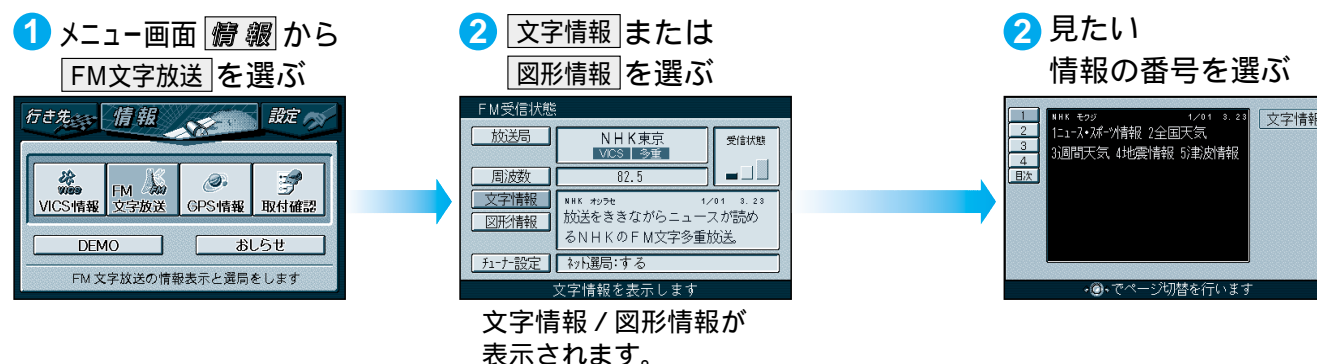 1 メニュー画面 情報 から
FM文字放送 を選ぶ
行き先 情報 設定
VICS情報 FM文字放送 GPS情報 取付確認
DEMO おしらせ
FM文字放送の情報表示と選局をします
2 文字情報 または
図形情報 を選ぶ
FM受信状態
放送局 NHK東京 受信状態
VICS 多重
周波数 82.5
文字情報 NHK オシラセ 1/01 3.23
図形情報 放送をききながらニュースが読め
るNHKのFM文字多重放送。
チューナー設定 ネット選局:する
文字情報を表示します
文字情報/図形情報が
表示されます。
2 見たい
情報の番号を選ぶ
1 NHK モクジ 1/01 3.23 文字情報
2 1ニュース・スポーツ情報 2全国天気
3 3週間天気 4地震情報 5津波情報
4
目次
でページ切替を行います